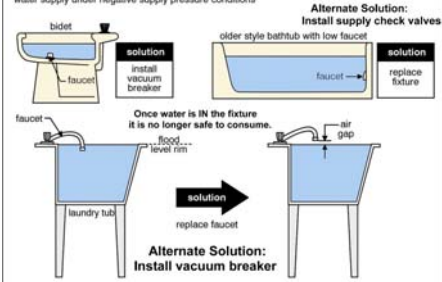 water supply under negative supply pressure conditions
Alternate Solution:
Install supply check valves
bidet
faucet
solution
install
vacuum
breaker
older style bathtub with low faucet
faucet
solution
replace
fixture
Once water is IN the fixture
it is no longer safe to consume.
faucet
flood
level rim
laundry tub
solution
replace faucet
air
gap
Alternate Solution:
Install vacuum breaker